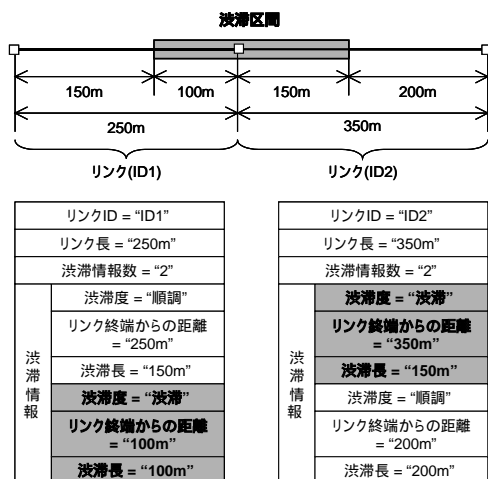 渋滞区間
150m
100m
150m
200m
250m
350m
リンク(ID1)
リンク(ID2)
リンクID = “ID1”
リンク長 = “250m”
渋滞情報数 = “2”
渋滞情報
渋滞度 = “順調”
リンク終端からの距離
= “250m”
渋滞長 = “150m”
渋滞度 = “渋滞”
リンク終端からの距離
= “100m”
渋滞長 = “100m”
リンクID = “ID2”
リンク長 = “350m”
渋滞情報数 = “2”
渋滞情報
渋滞度 = “渋滞”
リンク終端からの距離
= “350m”
渋滞長 = “150m”
渋滞度 = “順調”
リンク終端からの距離
= “200m”
渋滞長 = “200m”